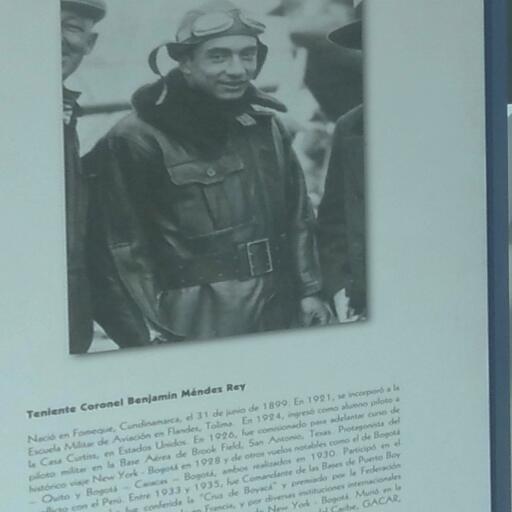 Teniente Coronel Benjamín Méndez Rey
Nació en Fomeque, Cundinamarca, el 31 de junio de 1899. En 1921, se incorporó a la
Escuela Militar de Aviación en Flandes, Tolima. En 1924, ingresó como alumno piloto a
la Casa Curtiss, en Estados Unidos. En 1926, fue comisionado para adelantar curso de
piloto militar en la Base Aérea de Brook Field, San Antonio, Texas. Protagonista del
histórico viaje New York - Bogotá en 1928 y de otros vuelos notables como el de Bogotá
– Quito y Bogotá – Caracas – Bogotá, ambos realizados en 1930. Participó en el
con el Perú. Entre 1933 y 1935, fue Comandante de las Bases de Puerto Boy
fue conferida la "Cruz de Boyacá" y premiado por la Federación
Francia, y por diversas instituciones internacionales
de New York - Bogotá. Murió en la
del Caribe, GACAR,